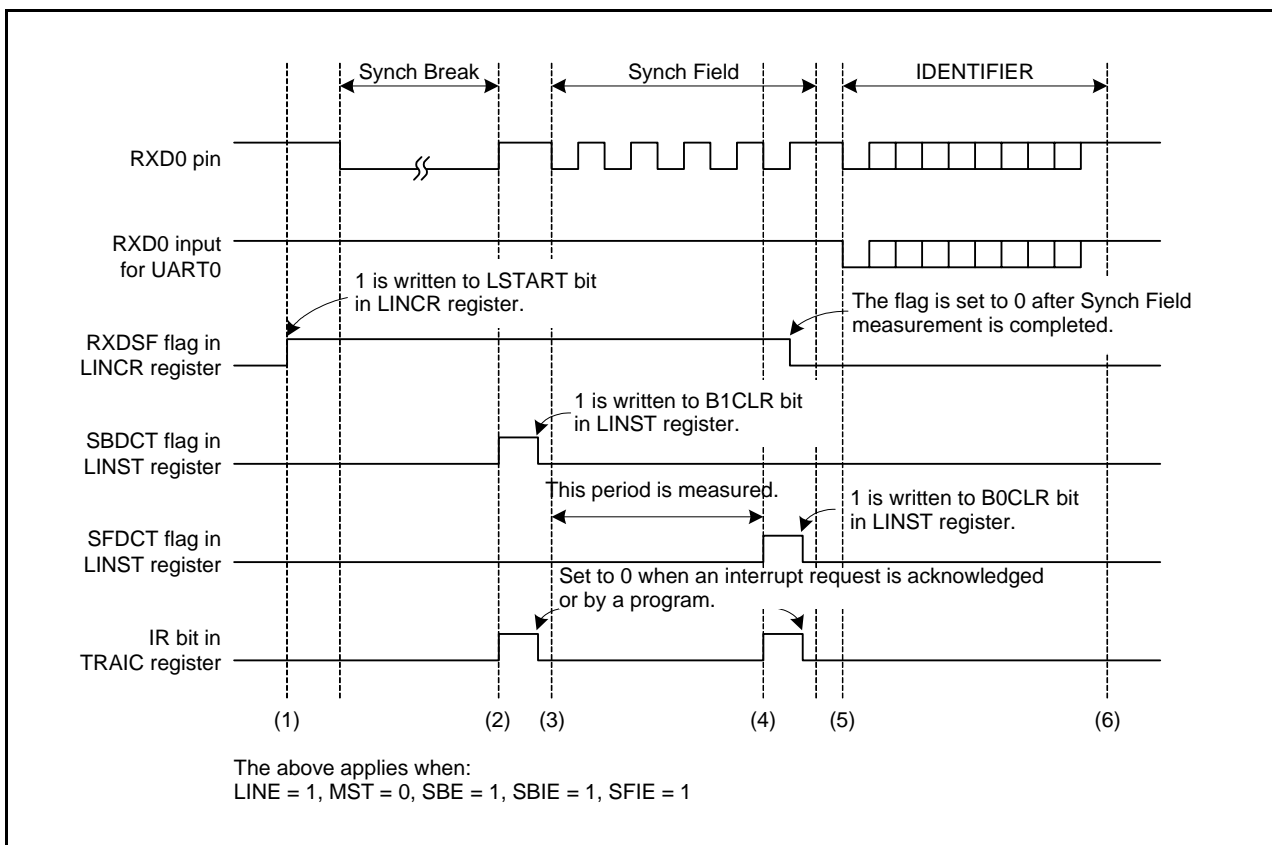 Synch Break
Synch Field
IDENTIFIER
RXD0 pin
RXD0 input
for UART0
1 is written to LSTART bit
in LINCR register.
The flag is set to 0 after Synch Field
measurement is completed.
RXDSF flag in
LINCR register
1 is written to B1CLR bit
in LINST register.
SBDCT flag in
LINST register
This period is measured.
1 is written to B0CLR bit
in LINST register.
SFDCT flag in
LINST register
Set to 0 when an interrupt request is acknowledged
or by a program.
IR bit in
TRAIC register
(1) (2) (3) (4) (5) (6)
The above applies when:
LINE = 1, MST = 0, SBE = 1, SBIE = 1, SFIE = 1